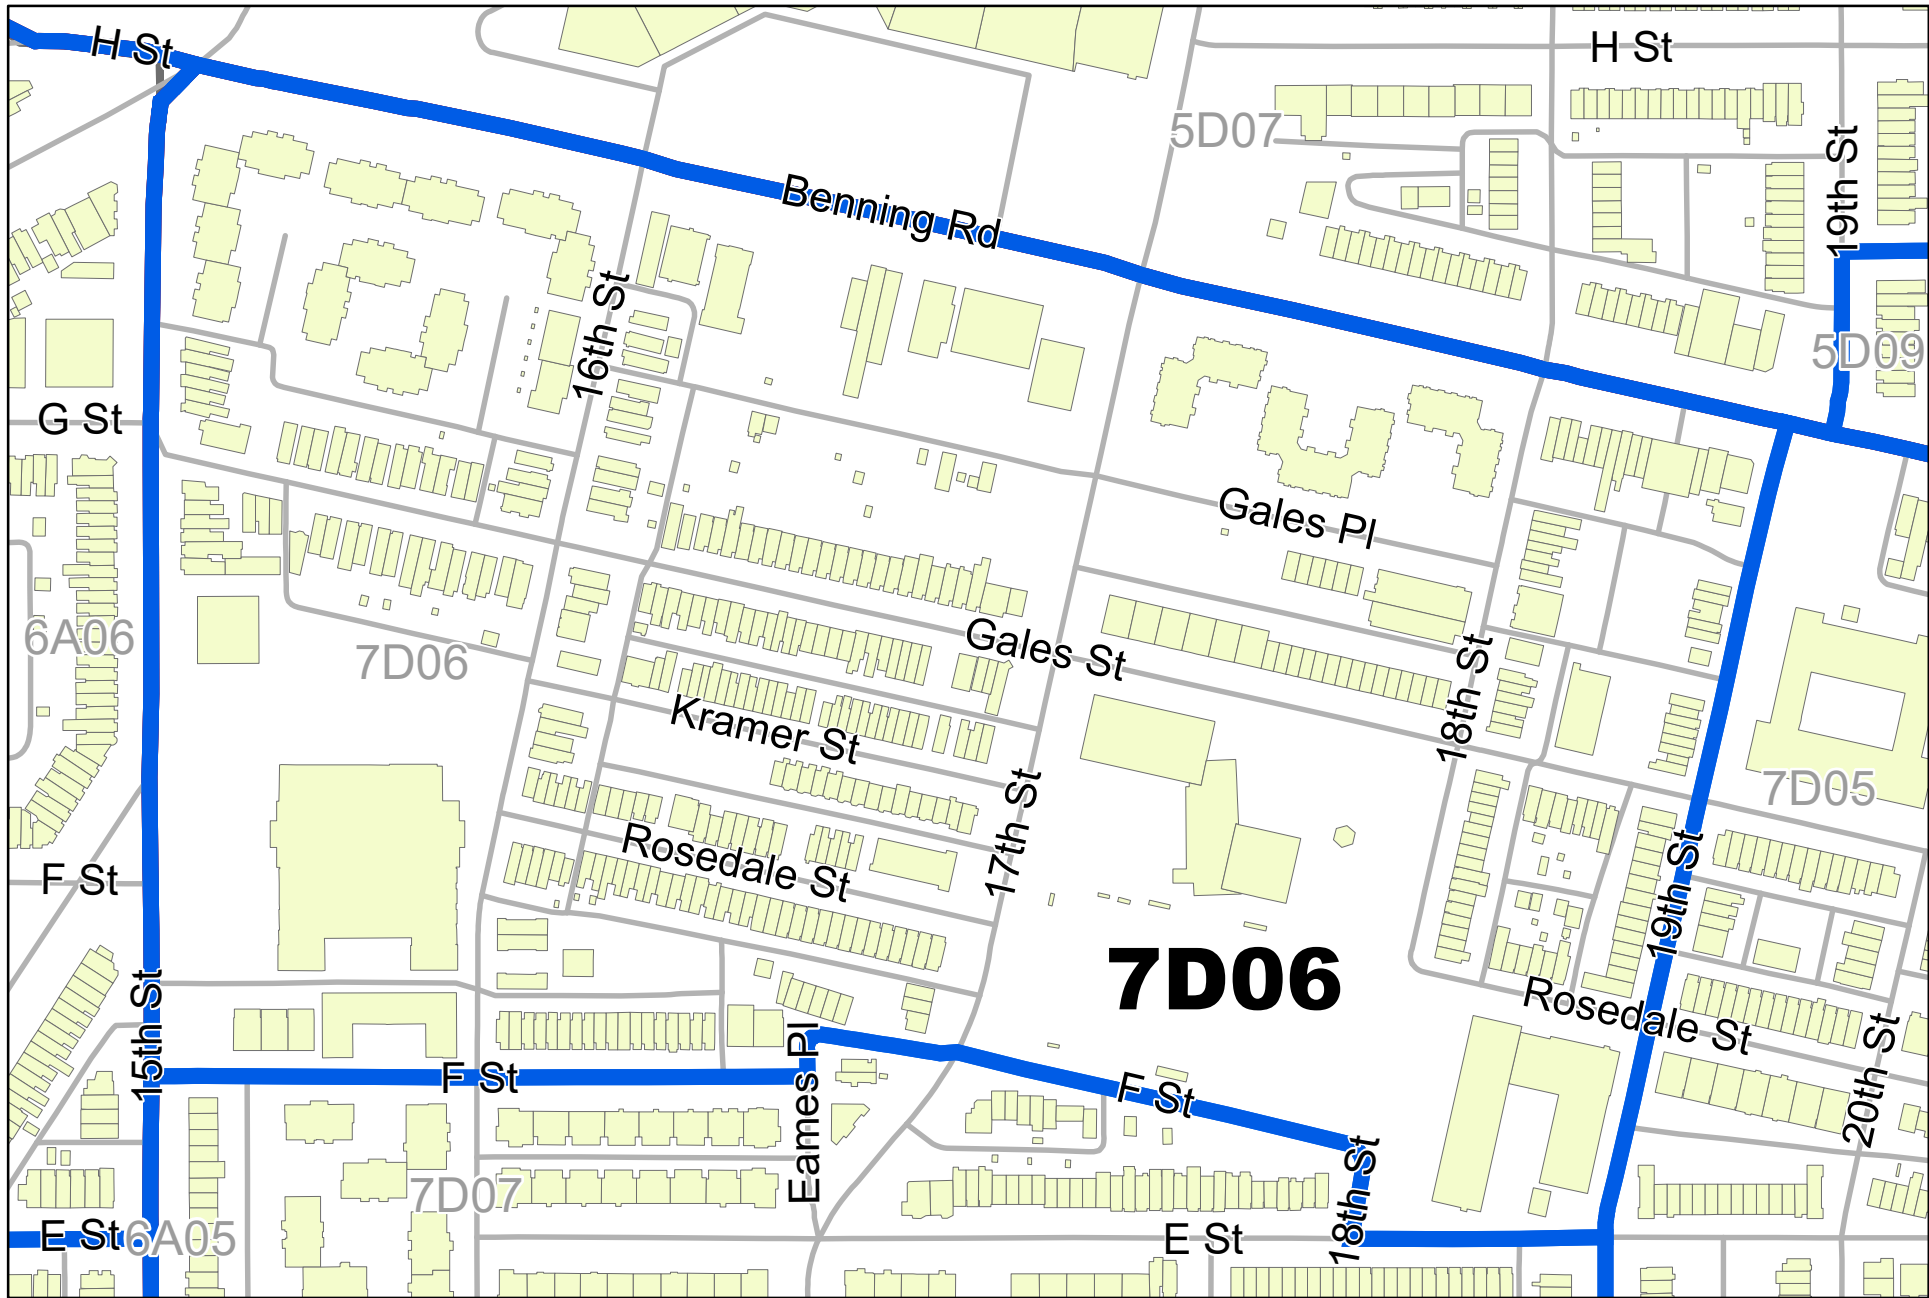 H St
H St
5D07
19th St
Benning Rd
16th St
5D09
G St
Gales Pl
6A06
7D06
Gales St
18th St
Kramer St
7D05
17th St
F St
Rosedale St
19th St
7D06
15th St
Rosedale St
F St
Eames Pl
F St
20th St
7D07
18th St
E St
6A05
E St